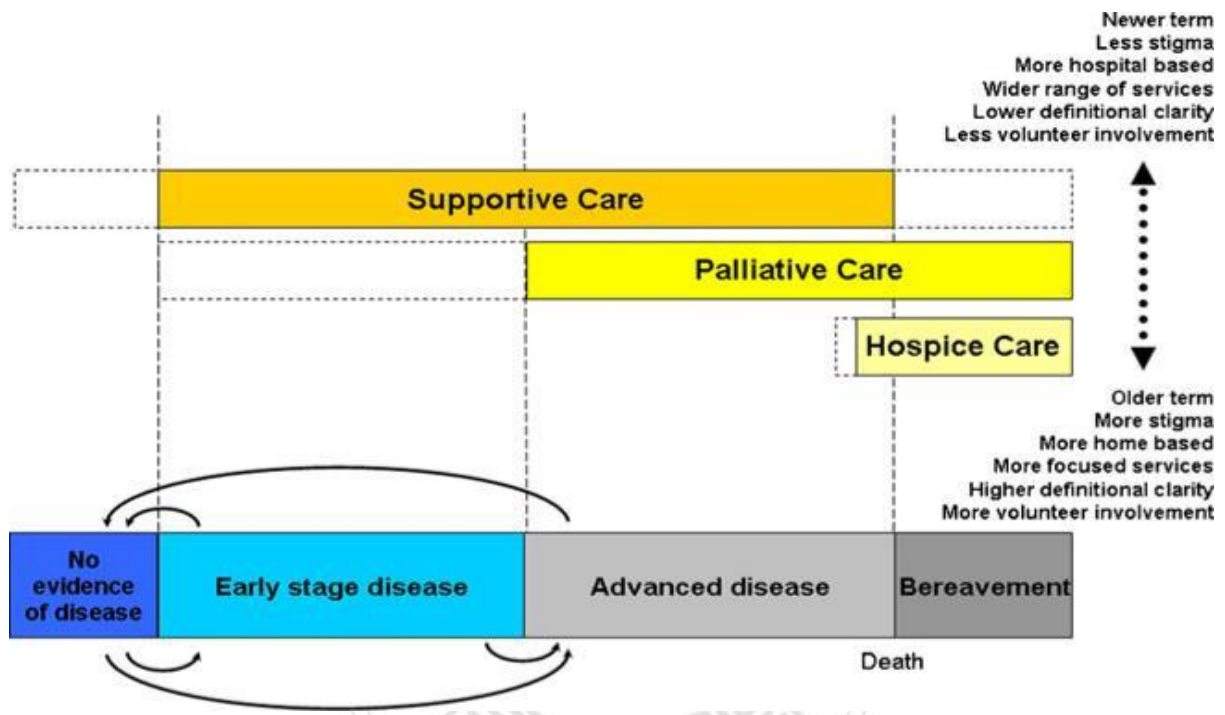 Newer term
Less stigma
More hospital based
Wider range of services
Lower definitional clarity
Less volunteer involvement
Supportive Care
Palliative Care
Hospice Care
Older term
More stigma
More home based
More focused services
Higher definitional clarity
More volunteer involvement
No
evidence
of disease
Early stage disease
Advanced disease
Bereavement
Death